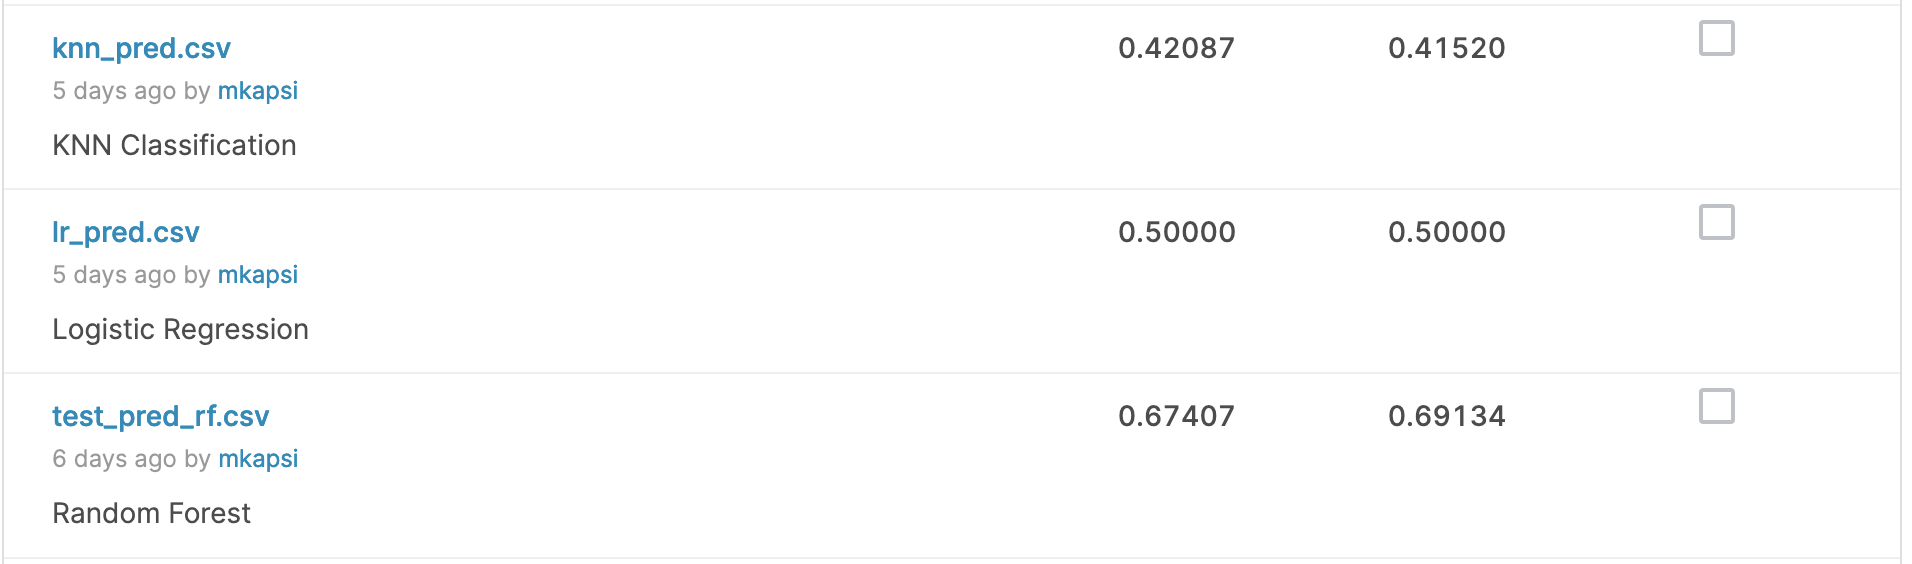 knn_pred.csv 0.42087 0.41520
5 days ago by mkapsi
KNN Classification
lr_pred.csv 0.50000 0.50000
5 days ago by mkapsi
Logistic Regression
test_pred_rf.csv 0.67407 0.69134
6 days ago by mkapsi
Random Forest